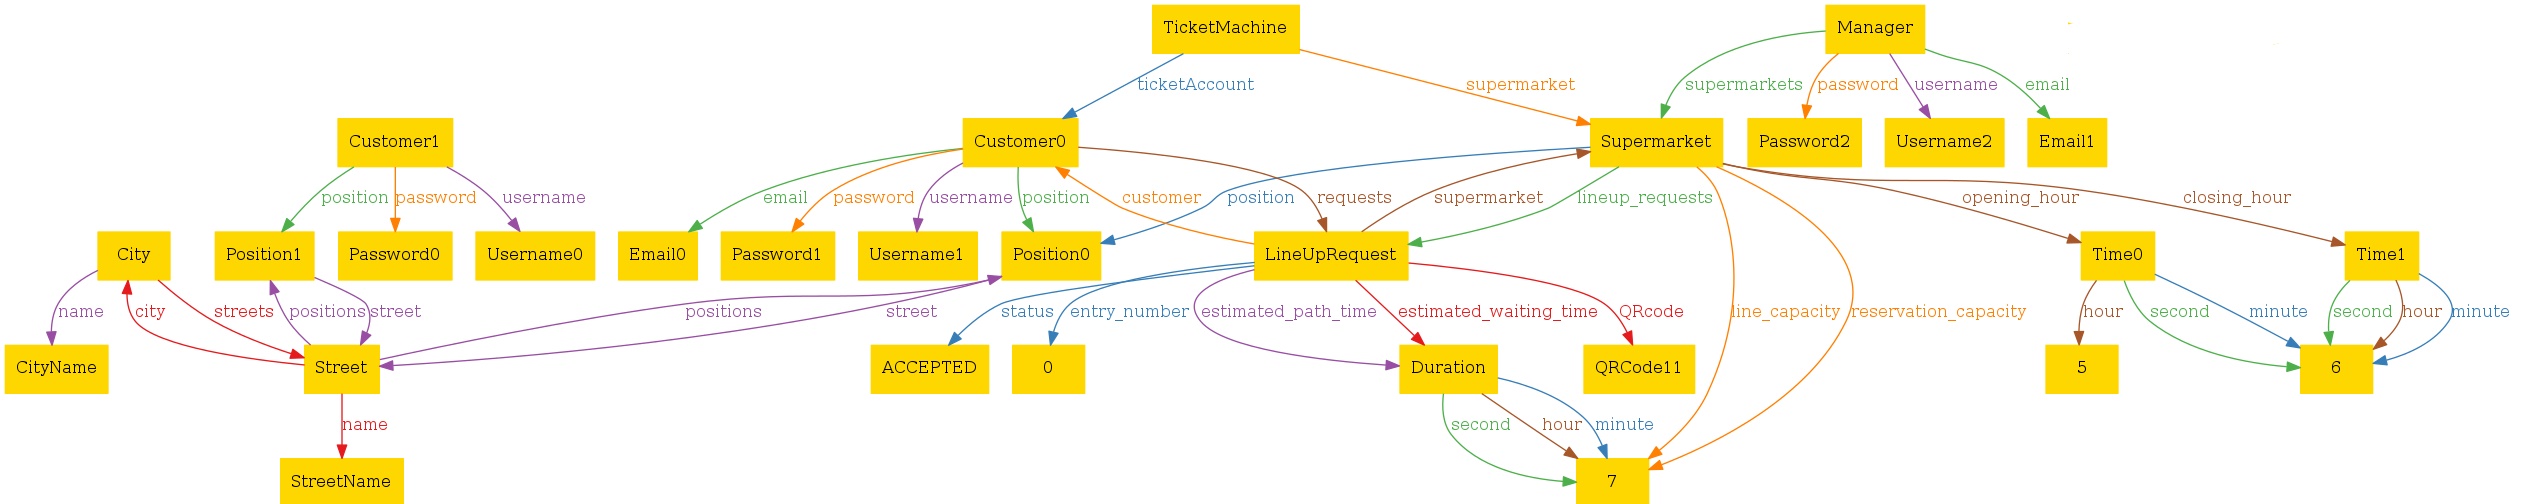 TicketMachine
Manager
ticketAccount
supermarket
supermarkets
password
username
email
Customer1
Customer0
Supermarket
Password2
Username2
Email1
position
password
username
email
password
username
position
customer
requests
position
supermarket
lineup_requests
opening_hour
closing_hour
City
Position1
Password0
Username0
Email0
Password1
Username1
Position0
LineUpRequest
Time0
Time1
name
city
streets
positions
street
positions
street
status
entry_number
estimated_path_time
estimated_waiting_time
QRcode
line_capacity
reservation_capacity
hour
second
minute
second
hour
minute
CityName
Street
ACCEPTED
0
Duration
QRCode11
5
6
name
second
hour
minute
StreetName
7